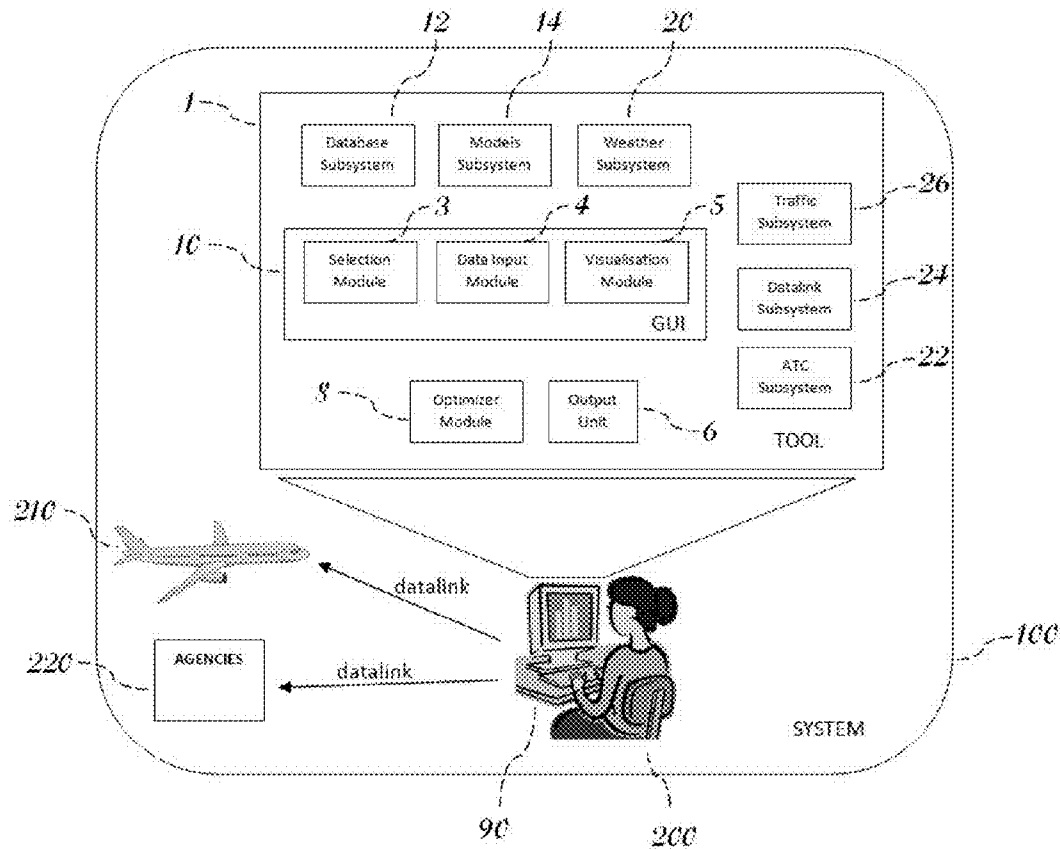 12
14
20
1
Database
Subsystem
Models
Subsystem
Weather
Subsystem
3
4
5
26
Traffic
Subsystem
10
Selection
Module
Data Input
Module
Visualisation
Module
GUI
24
Datalink
Subsystem
22
ATC
Subsystem
8
Optimizer
Module
Output
Unit
6
TOOL
210
datalink
220
AGENCIES
datalink
100
SYSTEM
90
200